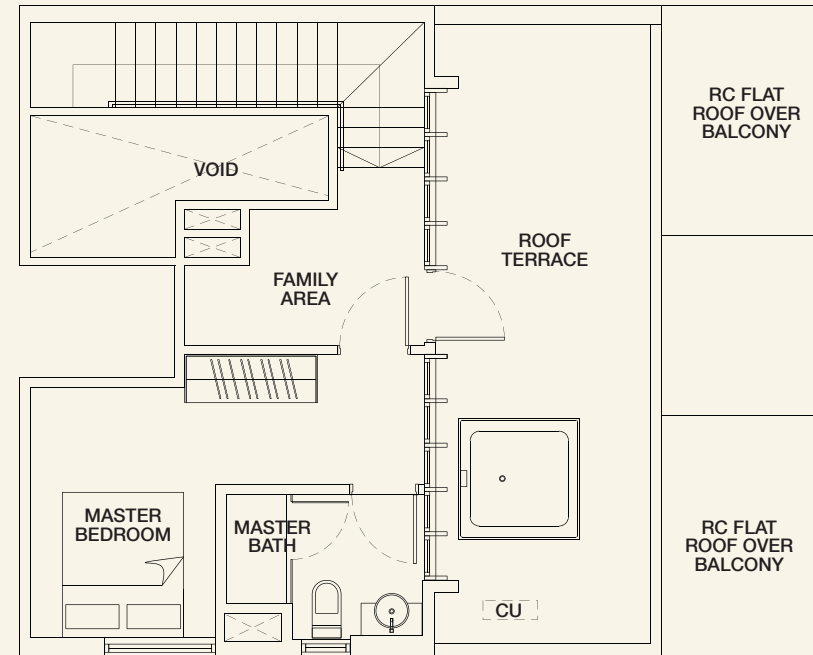 RC FLAT
ROOF OVER
BALCONY
VOID
ROOF
TERRACE
FAMILY
AREA
MASTER
BEDROOM
MASTER
BATH
RC FLAT
ROOF OVER
BALCONY
CU